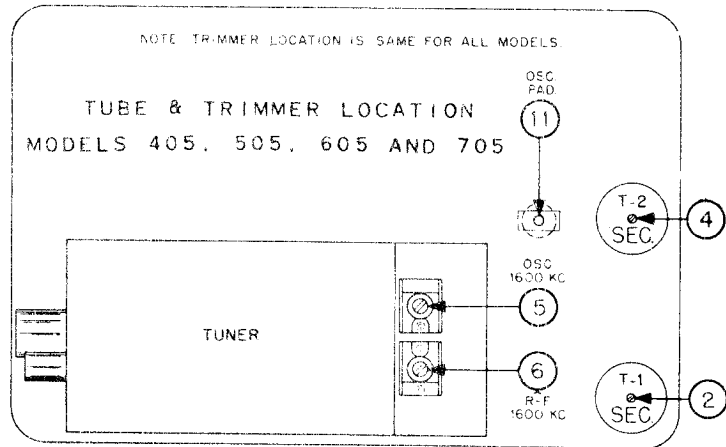 NOTE TRIMMER LOCATION IS SAME FOR ALL MODELS.
TUBE & TRIMMER LOCATION
MODELS 405, 505, 605 AND 705
OSC.
PAD.
11
T-2
SEC.
4
OSC
1600 KC
5
TUNER
6
R-F
1600 KC
T-1
SEC.
2